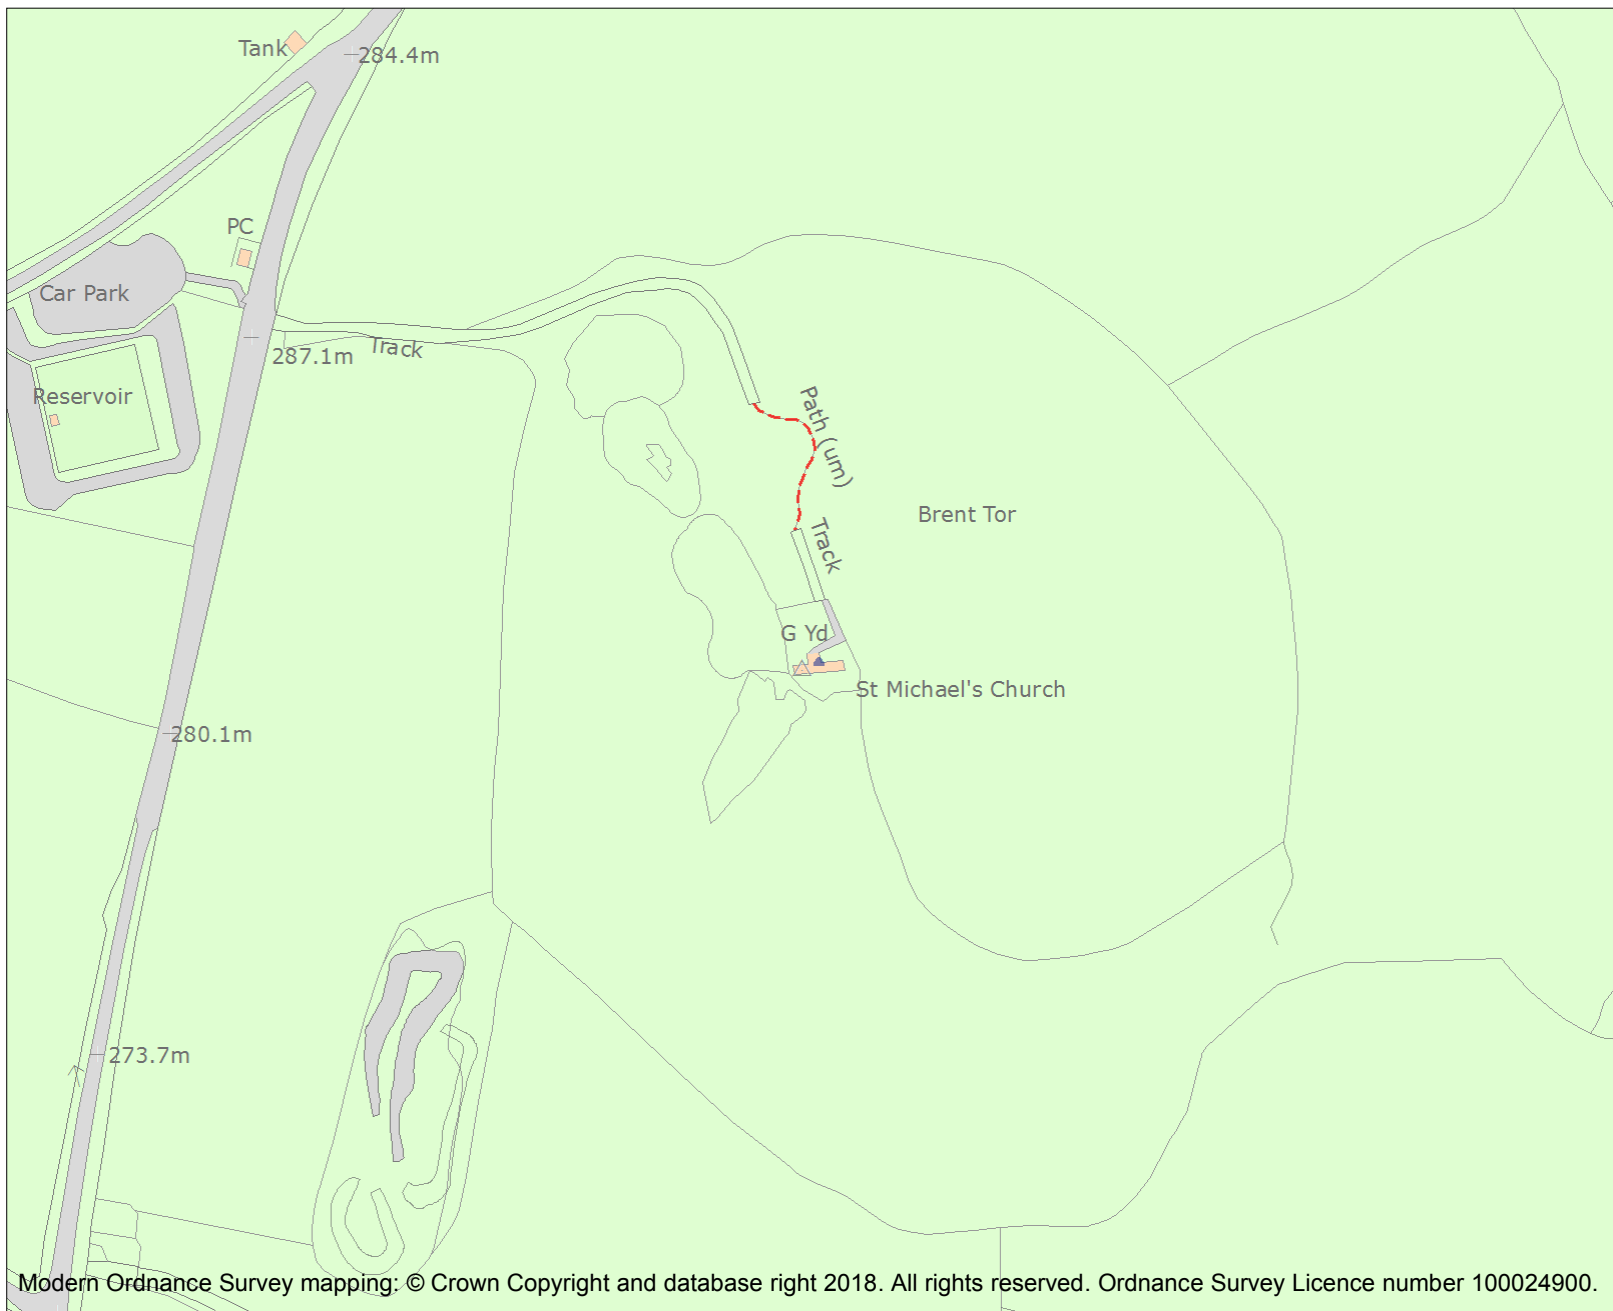 Tank
284.4m
PC
Car Park
Track
287.1m
Reservoir
Path (um)
Brent Tor
Track
G Yd
St Michael's Church
280.1m
273.7m
Modern Ordnance Survey mapping: © Crown Copyright and database right 2018. All rights reserved. Ordnance Survey Licence number 100024900.